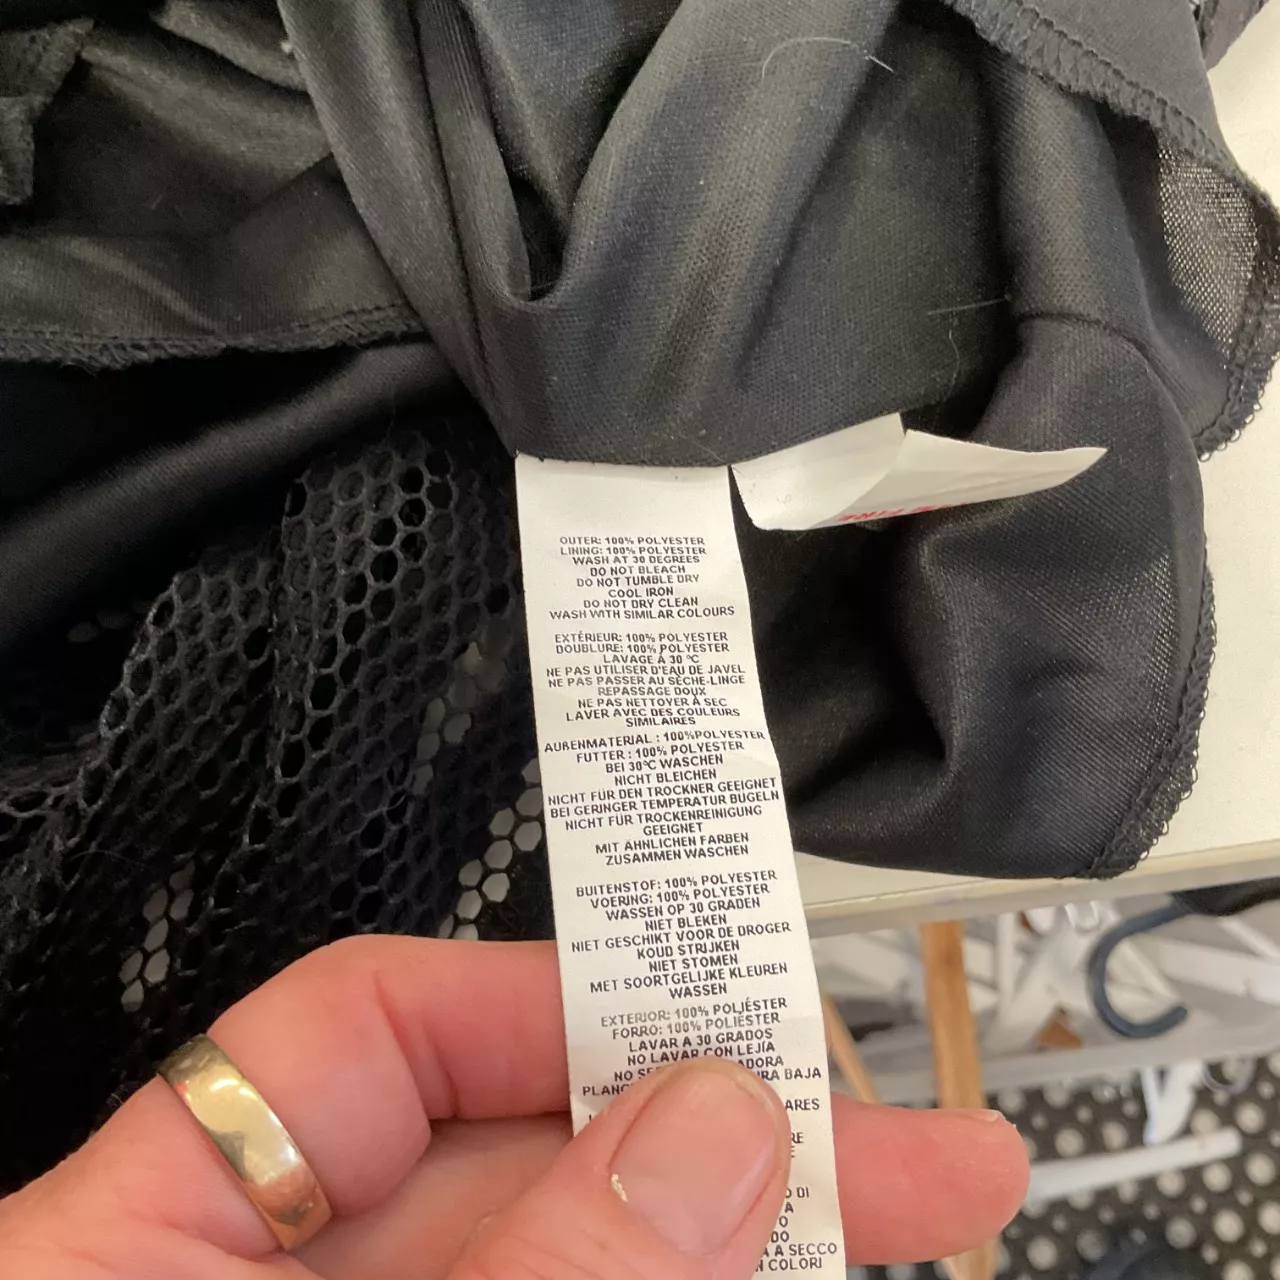 OUTER: 100% POLYESTER
LINING: 100% POLYESTER
WASH AT 30 DEGREES
DO NOT BLEACH
DO NOT TUMBLE DRY
COOL IRON
DO NOT DRY CLEAN
WASH WITH SIMILAR COLOURS
EXTÉRIEUR: 100% POLYESTER
DOUBLURE: 100% POLYESTER
LAVAGE À 30 °C
NE PAS UTILISER D'EAU DE JAVEL
NE PAS PASSER AU SÈCHE-LINGE
REPASSAGE DOUX
NE PAS NETTOYER À SEC
LAVER AVEC DES COULEURS
SIMILAIRES
AUßENMATERIAL : 100%POLYESTER
FUTTER : 100% POLYESTER
BEI 30°C WASCHEN
NICHT BLEICHEN
NICHT FÜR DEN TROCKNER GEEIGNET
BEI GERINGER TEMPERATUR BÜGELN
NICHT FÜR TROCKENREINIGUNG
GEEIGNET
MIT ÄHNLICHEN FARBEN
ZUSAMMEN WASCHEN
BUITENSTOF: 100% POLYESTER
VOERING: 100% POLYESTER
WASSEN OP 30 GRADEN
NIET BLEKEN
NIET GESCHIKT VOOR DE DROGER
KOUD STRIJKEN
NIET STOMEN
MET SOORTGELIJKE KLEUREN
WASSEN
EXTERIOR: 100% POLIÉSTER
FORRO: 100% POLIÉSTER
LAVAR A 30 GRADOS
NO LAVAR CON LEJÍA
NO
BAJA
DI
A SECCO
COLORI